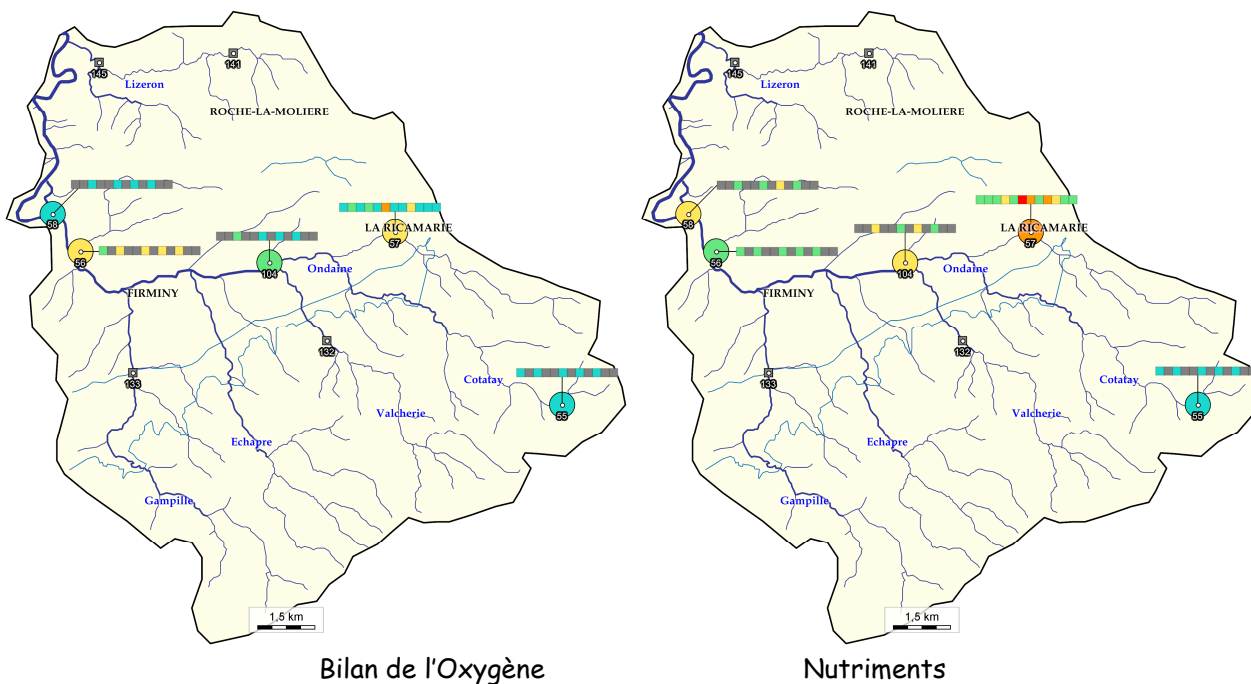 145
141
Lizeron
ROCHE-LA-MOLIERE
58
LA RICAMARIE
57
56
104
Ondaine
FIRMINY
132
133
Cotatay
55
Valcherie
Echapre
Gampille
1,5 km
Bilan de l'Oxygène
145
141
Lizeron
ROCHE-LA-MOLIERE
58
LA RICAMARIE
57
56
104
Ondaine
FIRMINY
132
133
Cotatay
55
Valcherie
Echapre
Gampille
1,5 km
Nutriments